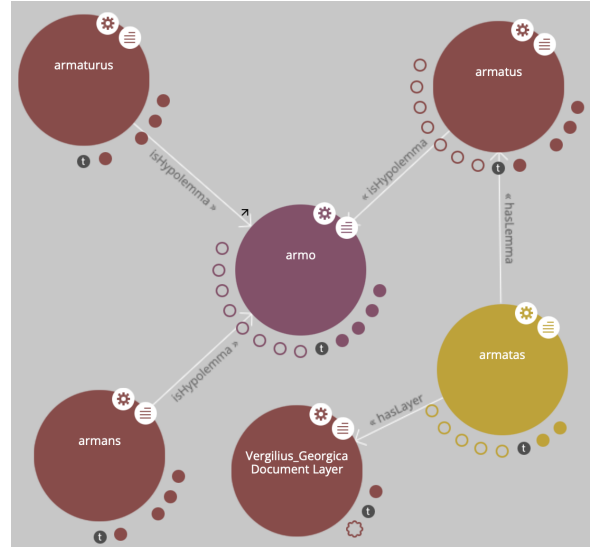 armaturus
armatus
isHypolemma »
« isHypolemma
t
t
armo
« hasLemma
t
isHypolemma »
armatas
« hasLayer
armans
Vergilius_Georgica
Document Layer
t
t
t